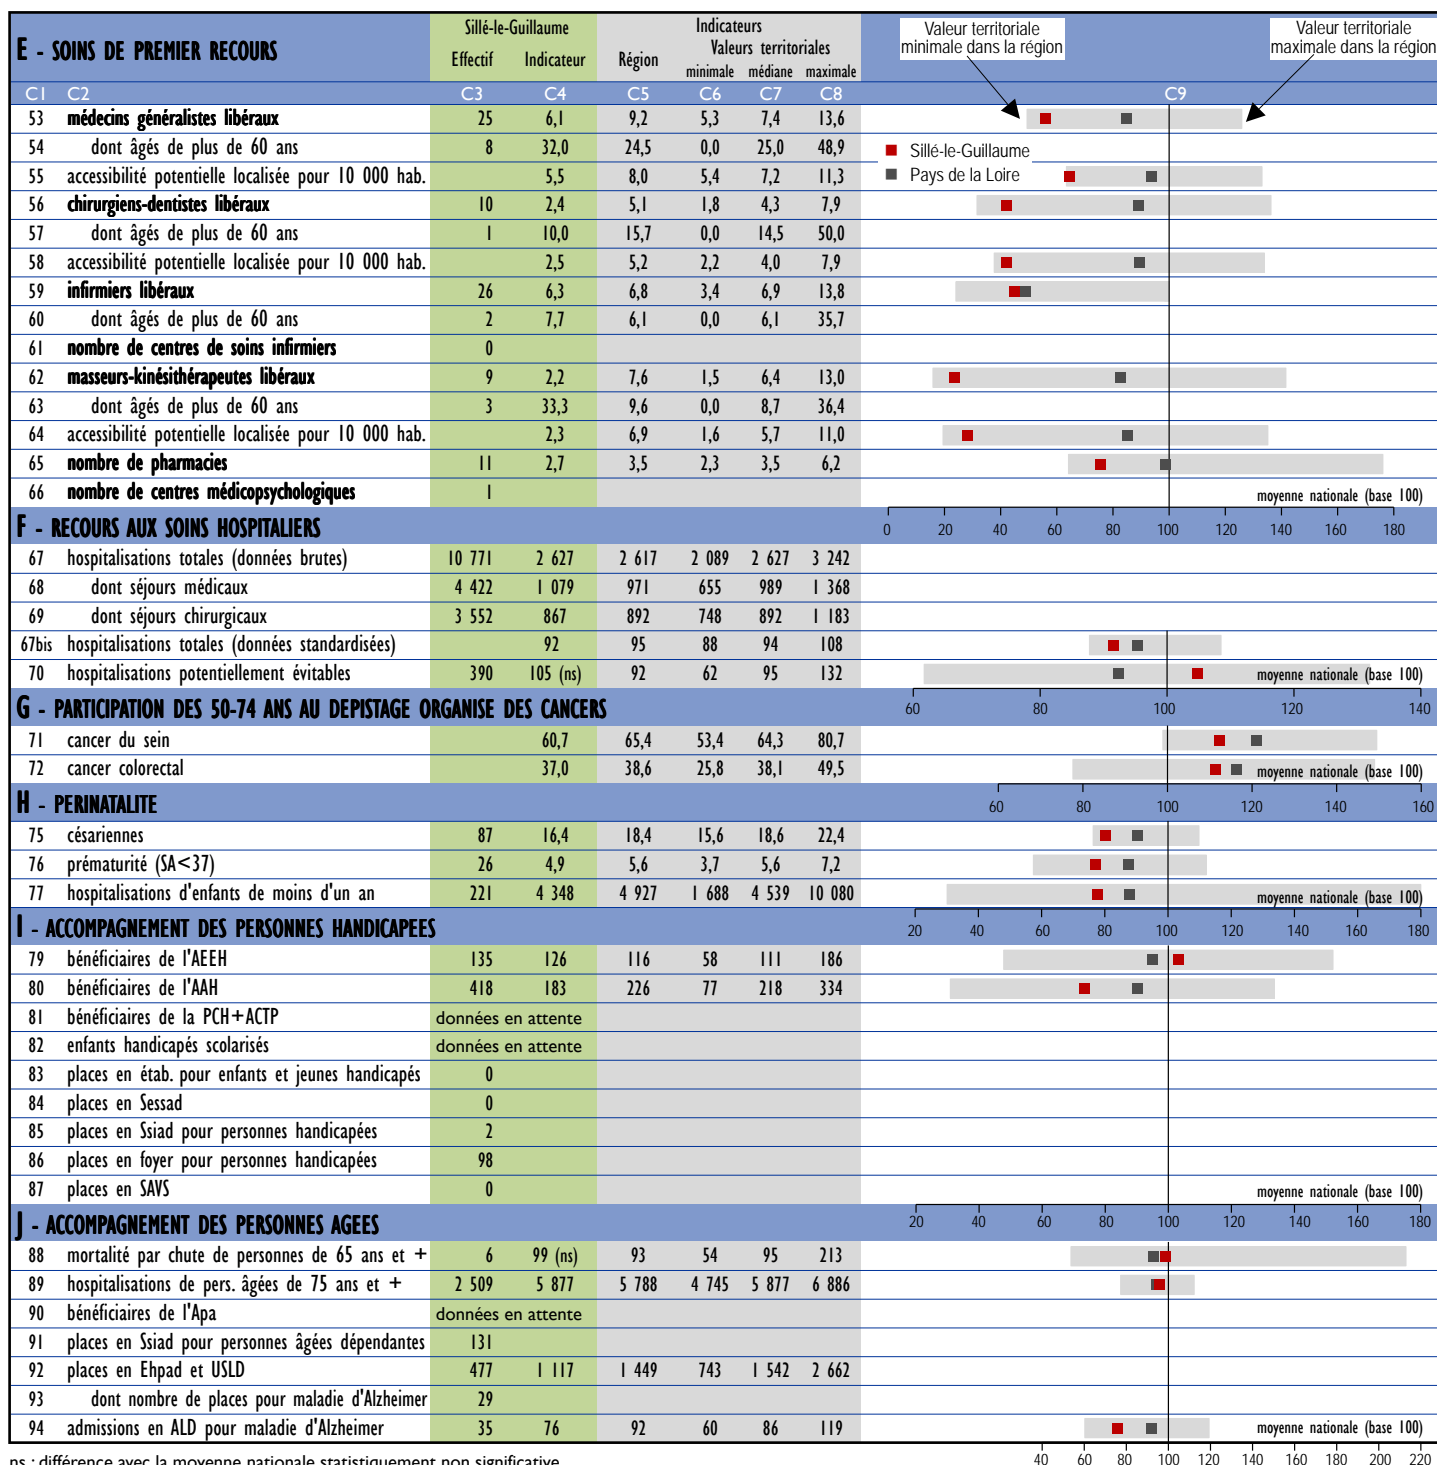 E - SOINS DE PREMIER RECOURS Sillé-le-Guillaume Indicateurs
Effectif Indicateur Région Valeurs territoriales
minimale médiane maximale
Valeur territoriale minimale dans la région
Valeur territoriale maximale dans la région
C1 C2 C3 C4 C5 C6 C7 C8 C9
53 médecins généralistes libéraux 25 6,1 9,2 5,3 7,4 13,6
54 dont âgés de plus de 60 ans 8 32,0 24,5 0,0 25,0 48,9
Sillé-le-Guillaume
Pays de la Loire
55 accessibilité potentielle localisée pour 10 000 hab. 5,5 8,0 5,4 7,2 11,3
56 chirurgiens-dentistes libéraux 10 2,4 5,1 1,8 4,3 7,9
57 dont âgés de plus de 60 ans 1 10,0 15,7 0,0 14,5 50,0
58 accessibilité potentielle localisée pour 10 000 hab. 2,5 5,2 2,2 4,0 7,9
59 infirmiers libéraux 26 6,3 6,8 3,4 6,9 13,8
60 dont âgés de plus de 60 ans 2 7,7 6,1 0,0 6,1 35,7
61 nombre de centres de soins infirmiers 0
62 masseurs-kinésithérapeutes libéraux 9 2,2 7,6 1,5 6,4 13,0
63 dont âgés de plus de 60 ans 3 33,3 9,6 0,0 8,7 36,4
64 accessibilité potentielle localisée pour 10 000 hab. 2,3 6,9 1,6 5,7 11,0
65 nombre de pharmacies 11 2,7 3,5 2,3 3,5 6,2
66 nombre de centres médicopsychologiques 1 moyenne nationale (base 100)
F - RECOURS AUX SOINS HOSPITALIERS 0 20 40 60 80 100 120 140 160 180
67 hospitalisations totales (données brutes) 10 771 2 627 2 617 2 089 2 627 3 242
68 dont séjours médicaux 4 422 1 079 971 655 989 1 368
69 dont séjours chirurgicaux 3 552 867 892 748 892 1 183
67bis hospitalisations totales (données standardisées) 92 95 88 94 108
70 hospitalisations potentiellement évitables 390 105 (ns) 92 62 95 132 moyenne nationale (base 100)
G - PARTICIPATION DES 50-74 ANS AU DEPISTAGE ORGANISE DES CANCERS 60 80 100 120 140
71 cancer du sein 60,7 65,4 53,4 64,3 80,7
72 cancer colorectal 37,0 38,6 25,8 38,1 49,5 moyenne nationale (base 100)
H - PERINATALITE 60 80 100 120 140 160
75 césariennes 87 16,4 18,4 15,6 18,6 22,4
76 prématurité (SA<37) 26 4,9 5,6 3,7 5,6 7,2
77 hospitalisations d'enfants de moins d'un an 221 4 348 4 927 1 688 4 539 10 080 moyenne nationale (base 100)
I - ACCOMPAGNEMENT DES PERSONNES HANDICAPEES 20 40 60 80 100 120 140 160 180
79 bénéficiaires de l'AEEH 135 126 116 58 111 186
80 bénéficiaires de l'AAH 418 183 226 77 218 334
81 bénéficiaires de la PCH+ACTP données en attente
82 enfants handicapés scolarisés données en attente
83 places en étab. pour enfants et jeunes handicapés 0
84 places en Sessad 0
85 places en Ssiad pour personnes handicapées 2
86 places en foyer pour personnes handicapées 98
87 places en SAVS 0 moyenne nationale (base 100)
J - ACCOMPAGNEMENT DES PERSONNES AGEES 20 40 60 80 100 120 140 160 180
88 mortalité par chute de personnes de 65 ans et + 6 99 (ns) 93 54 95 213
89 hospitalisations de pers. âgées de 75 ans et + 2 509 5 877 5 788 4 745 5 877 6 886
90 bénéficiaires de l'Apa données en attente
91 places en Ssiad pour personnes âgées dépendantes 131
92 places en Ehpad et USLD 477 1 117 1 449 743 1 542 2 662
93 dont nombre de places pour maladie d'Alzheimer 29
94 admissions en ALD pour maladie d'Alzheimer 35 76 92 60 86 119 moyenne nationale (base 100)
40 60 80 100 120 140 160 180 200 220
ns : différence avec la moyenne nationale statistiquement non significative